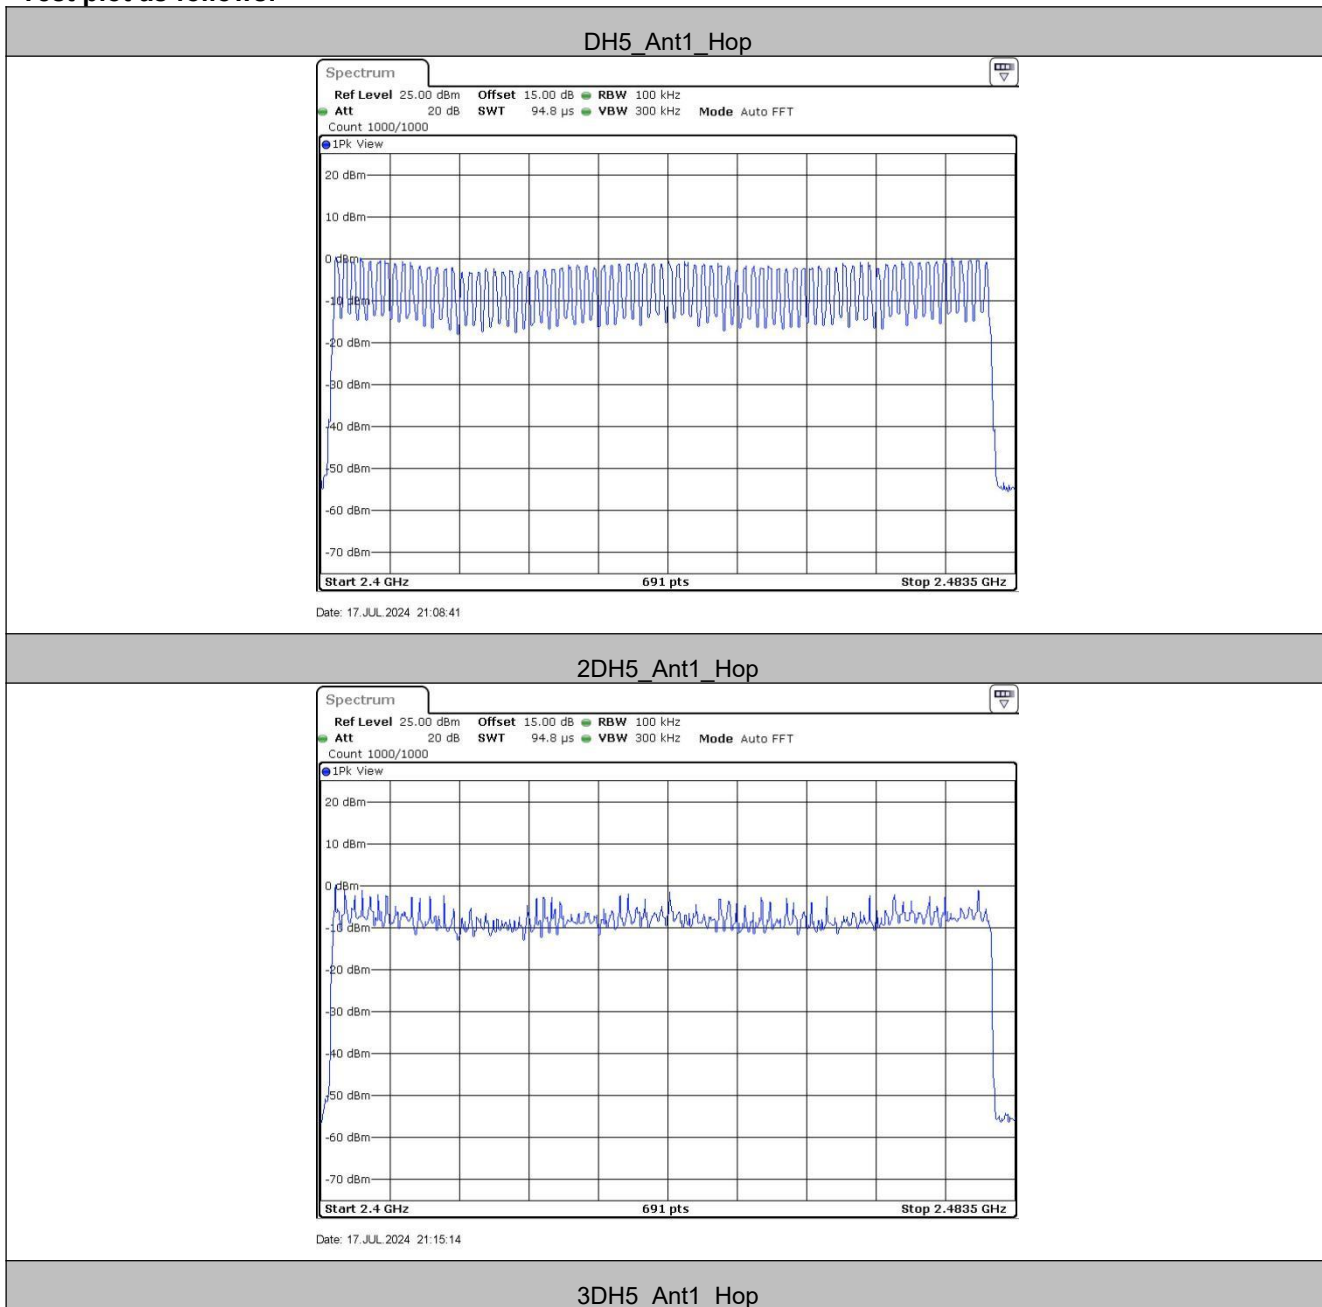 Test plot as follows:
DH5_Ant1_Hop
Spectrum
Ref Level 25.00 dBm Offset 15.00 dB RBW 100 kHz
Att 20 dB SWT 94.8 µs VBW 300 kHz Mode Auto FFT
Count 1000/1000
1Pk View
20 dBm
10 dBm
0 dBm
-10 dBm
-20 dBm
-30 dBm
-40 dBm
-50 dBm
-60 dBm
-70 dBm
Start 2.4 GHz 691 pts Stop 2.4835 GHz
Date: 17.JUL.2024 21:08:41
2DH5_Ant1_Hop
Spectrum
Ref Level 25.00 dBm Offset 15.00 dB RBW 100 kHz
Att 20 dB SWT 94.8 µs VBW 300 kHz Mode Auto FFT
Count 1000/1000
1Pk View
20 dBm
10 dBm
0 dBm
-10 dBm
-20 dBm
-30 dBm
-40 dBm
-50 dBm
-60 dBm
-70 dBm
Start 2.4 GHz 691 pts Stop 2.4835 GHz
Date: 17.JUL.2024 21:15:14
3DH5_Ant1_Hop